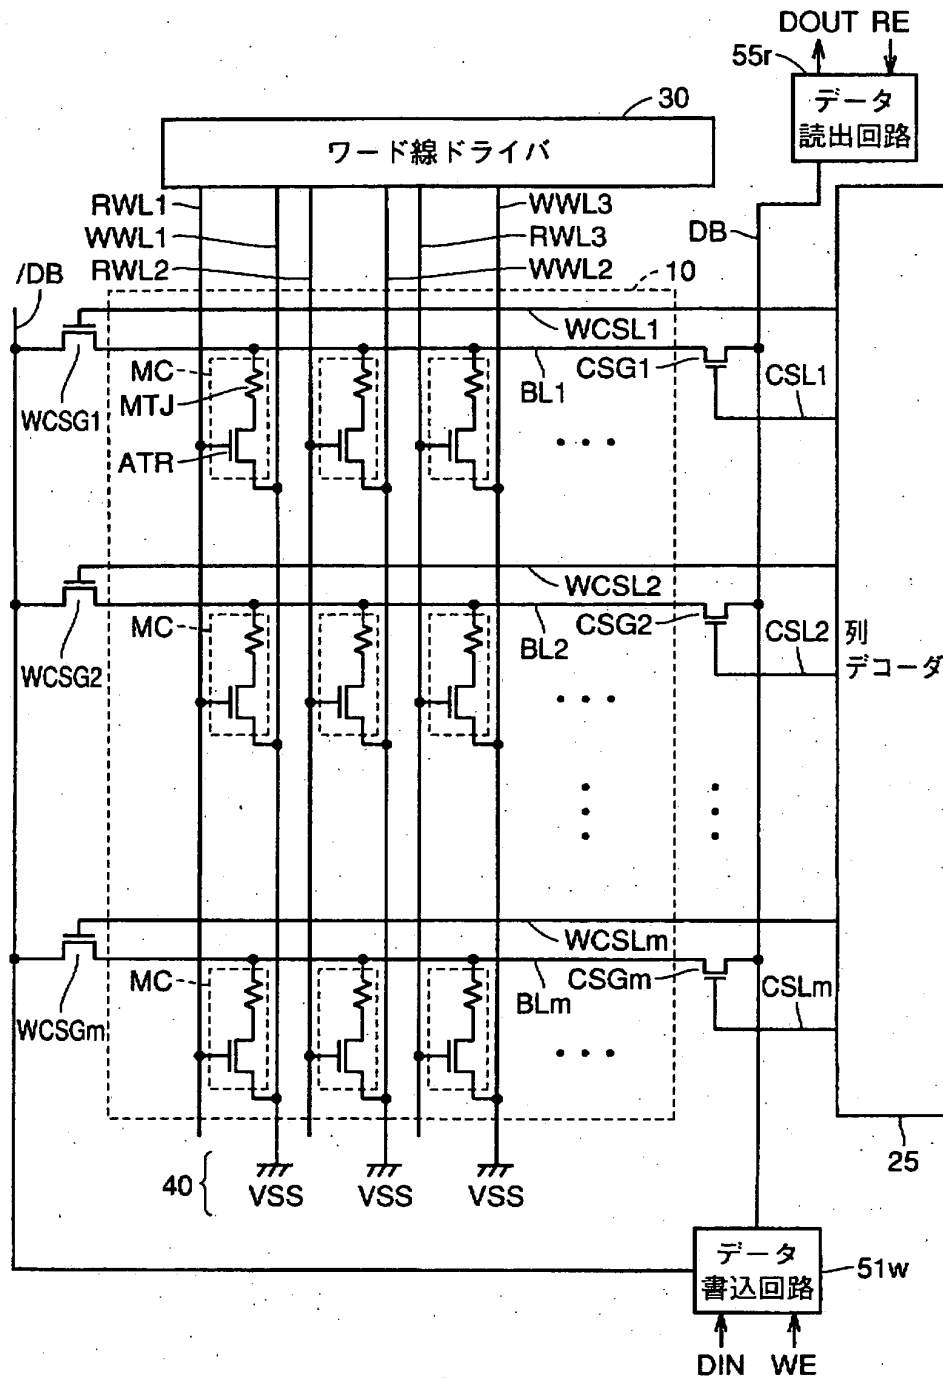 DOUT RE
55r
データ
読出回路
30
ワード線ドライバ
RWL1
WWL1
RWL2
WWL3
RWL3
WWL2
DB
/DB
10
WCSL1
MC
MTJ
ATR
WCSG1
BL1
CSG1
CSL1
WCSL2
MC
WCSG2
BL2
CSG2
CSL2
列
デコーダ
WCSLm
MC
WCSGm
BLm
CSGm
CSLm
25
40
VSS VSS VSS
データ
書込回路
51w
DIN WE